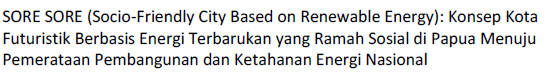 SORE SORE (Socio-Friendly City Based on Renewable Energy): Konsep Kota
Futuristik Berbasis Energi Terbarukan yang Ramah Sosial di Papua Menuju
Pemerataan Pembangunan dan Ketahanan Energi Nasional